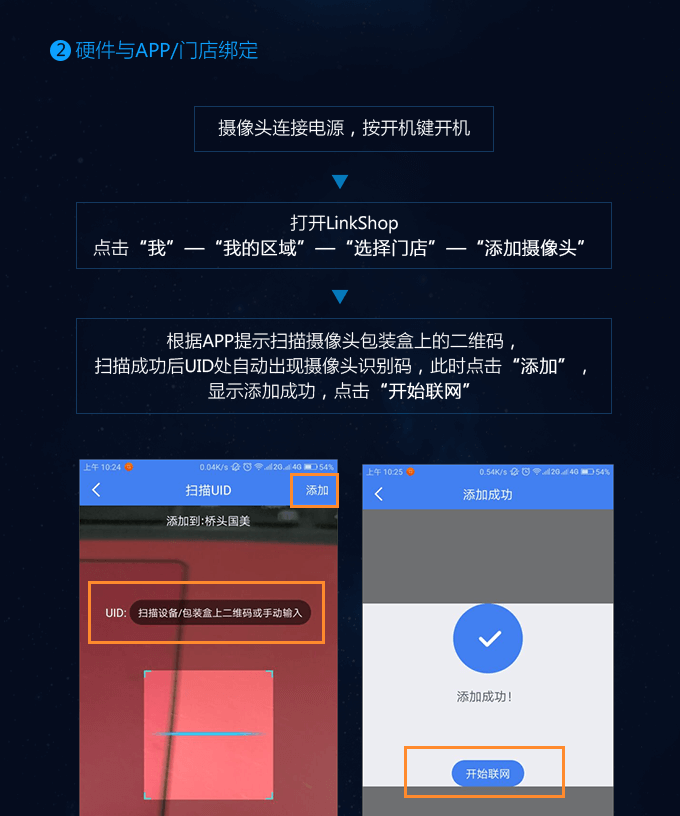 2 硬件与APP/门店绑定
摄像头连接电源，按开机键开机
打开LinkShop
点击“我”—“我的区域”—“选择门店”—“添加摄像头”
根据APP提示扫描摄像头包装盒上的二维码，
扫描成功后UID处自动出现摄像头识别码，此时点击“添加”，
显示添加成功，点击“开始联网”
上午 10:24 0.04K/s 2G 4G 54%
扫描UID 添加
添加到:桥头国美
UID: 扫描设备/包装盒上二维码或手动输入
上午 10:25 0.54K/s 2G 4G 54%
添加成功
添加成功！
开始联网